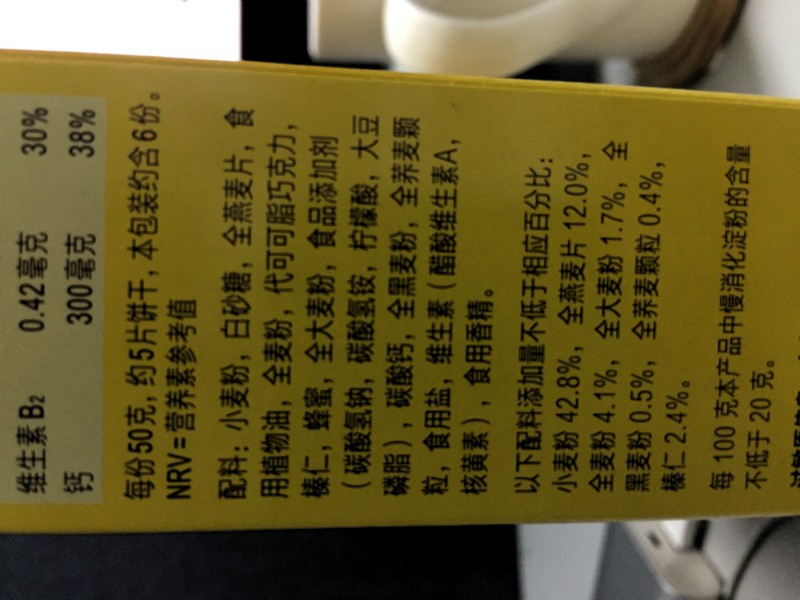 维生素B₂ 0.42毫克 30%
钙 300毫克 38%
每份50克，约5片饼干，本包装约含6份。
NRV=营养素参考值
配料：小麦粉，白砂糖，全燕麦片，食
用植物油，全麦粉，代可可脂巧克力，
榛仁，蜂蜜，全大麦粉，食品添加剂
（碳酸氢钠，碳酸氢铵，柠檬酸，大豆
磷脂），碳酸钙，全黑麦粉，全荞麦颗
粒，食用盐，维生素（醋酸维生素A，
核黄素），食用香精。
以下配料添加量不低于相应百分比：
小麦粉 42.8%， 全燕麦片 12.0%，
全麦粉 4.1%， 全大麦粉 1.7%， 全
黑麦粉 0.5%， 全荞麦颗粒 0.4%，
榛仁 2.4%。
每 100 克本产品中慢消化淀粉的含量
不低于 20 克。